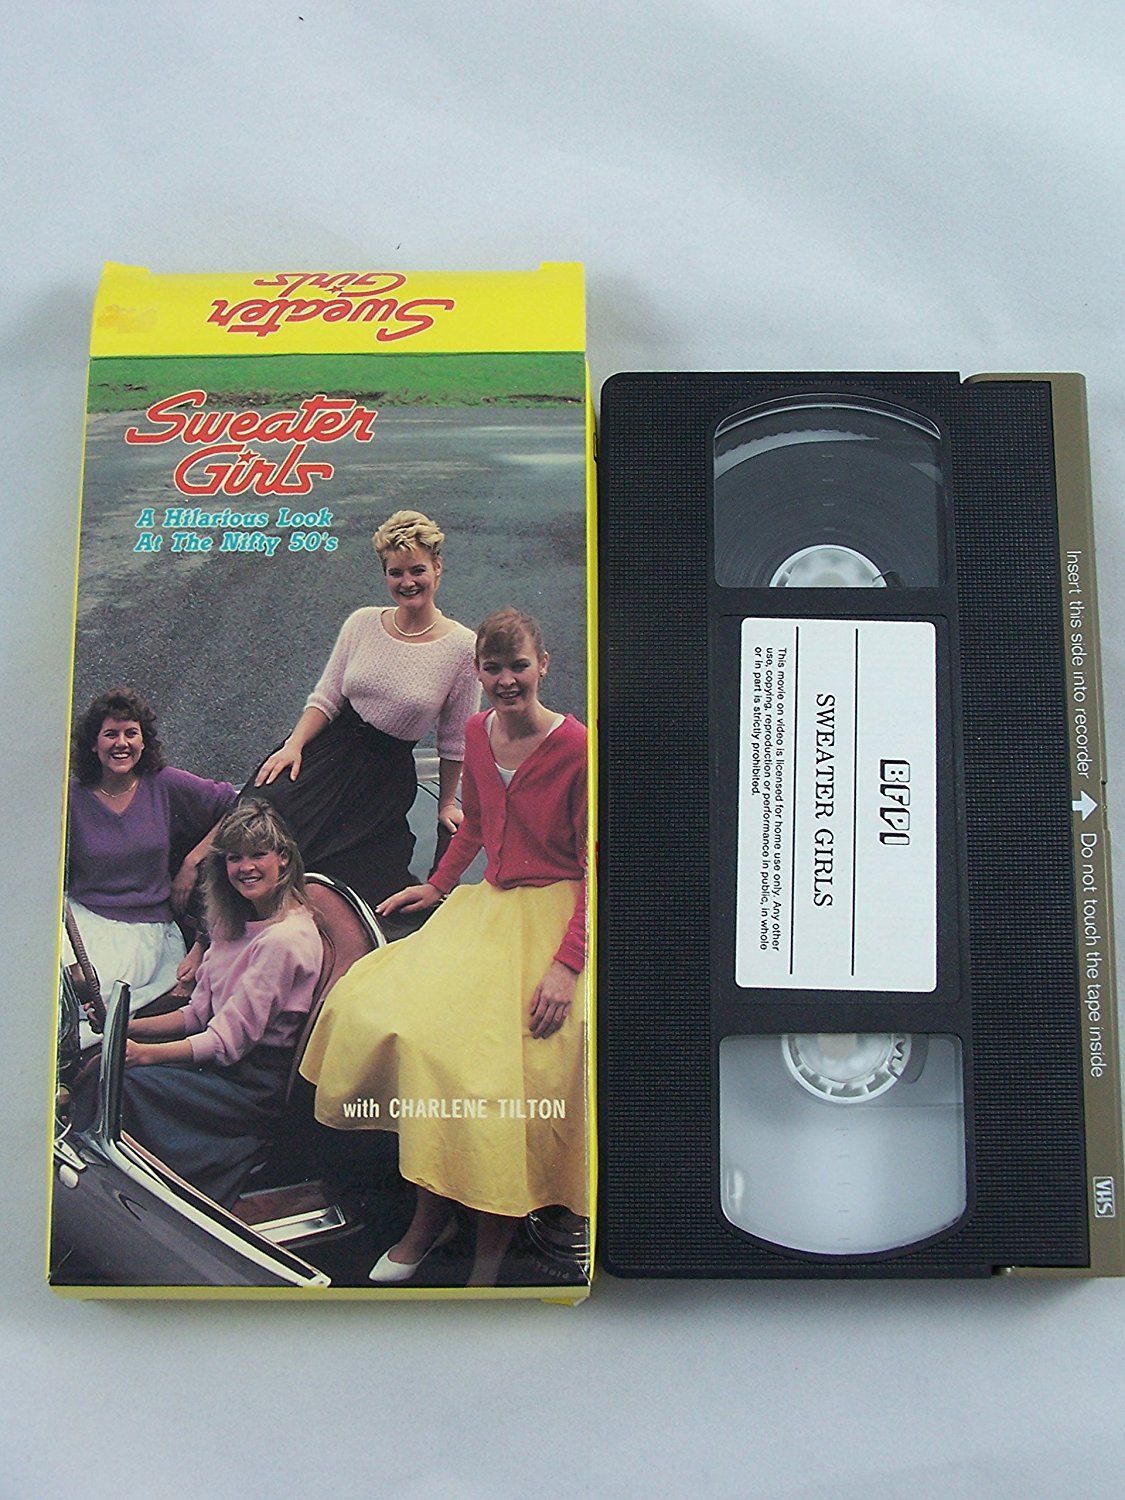 Sweater
Girls
Sweater
Girls
A Hilarious Look
At The Nifty 50's
with CHARLENE TILTON
BFPI
SWEATER GIRLS
This movie on video is licensed for home use only. Any other
use, copying, reproduction or performance in public, in whole
or in part is strictly prohibited.
Insert this side into recorder Do not touch the tape inside
VHS